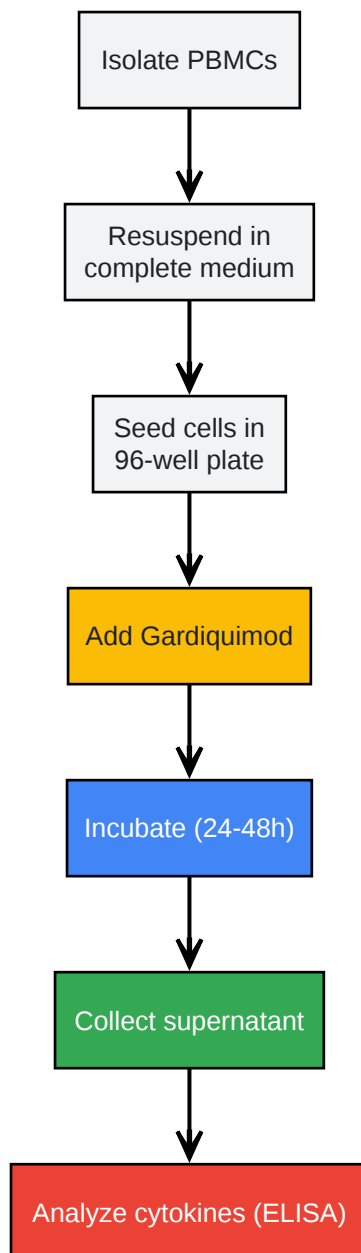 Isolate PBMCs
Resuspend in
complete medium
Seed cells in
96-well plate
Add Gardiquimod
Incubate (24-48h)
Collect supernatant
Analyze cytokines (ELISA)